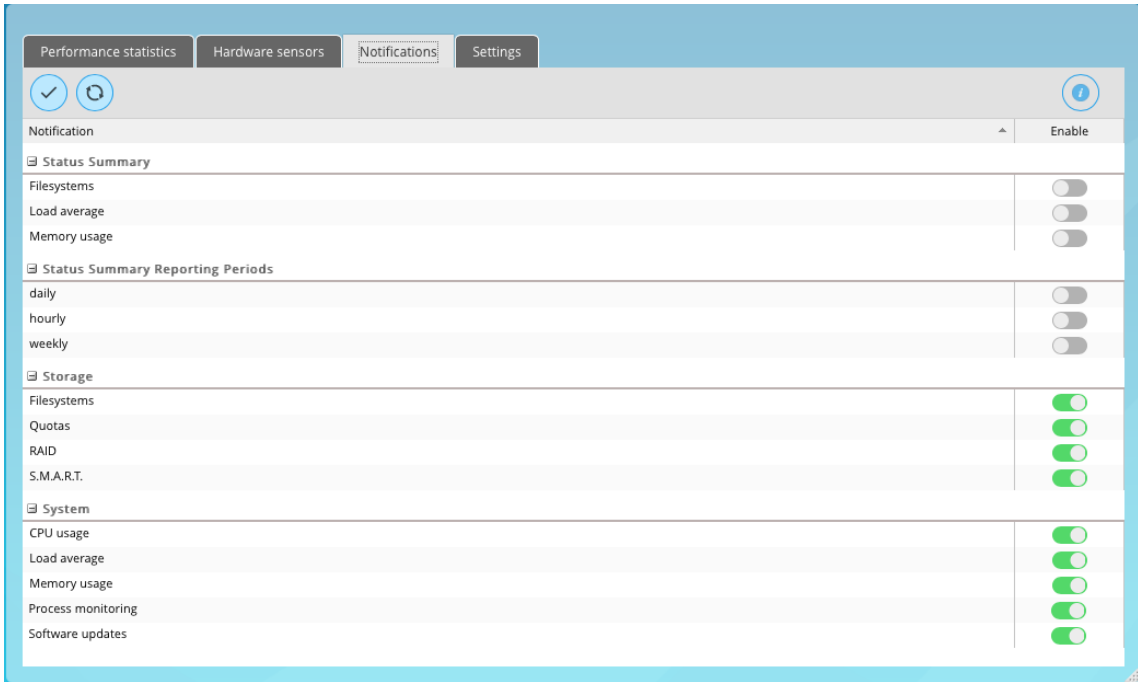 Performance statistics Hardware sensors Notifications Settings
Notification Enable
Status Summary
Filesystems
Load average
Memory usage
Status Summary Reporting Periods
daily
hourly
weekly
Storage
Filesystems
Quotas
RAID
S.M.A.R.T.
System
CPU usage
Load average
Memory usage
Process monitoring
Software updates